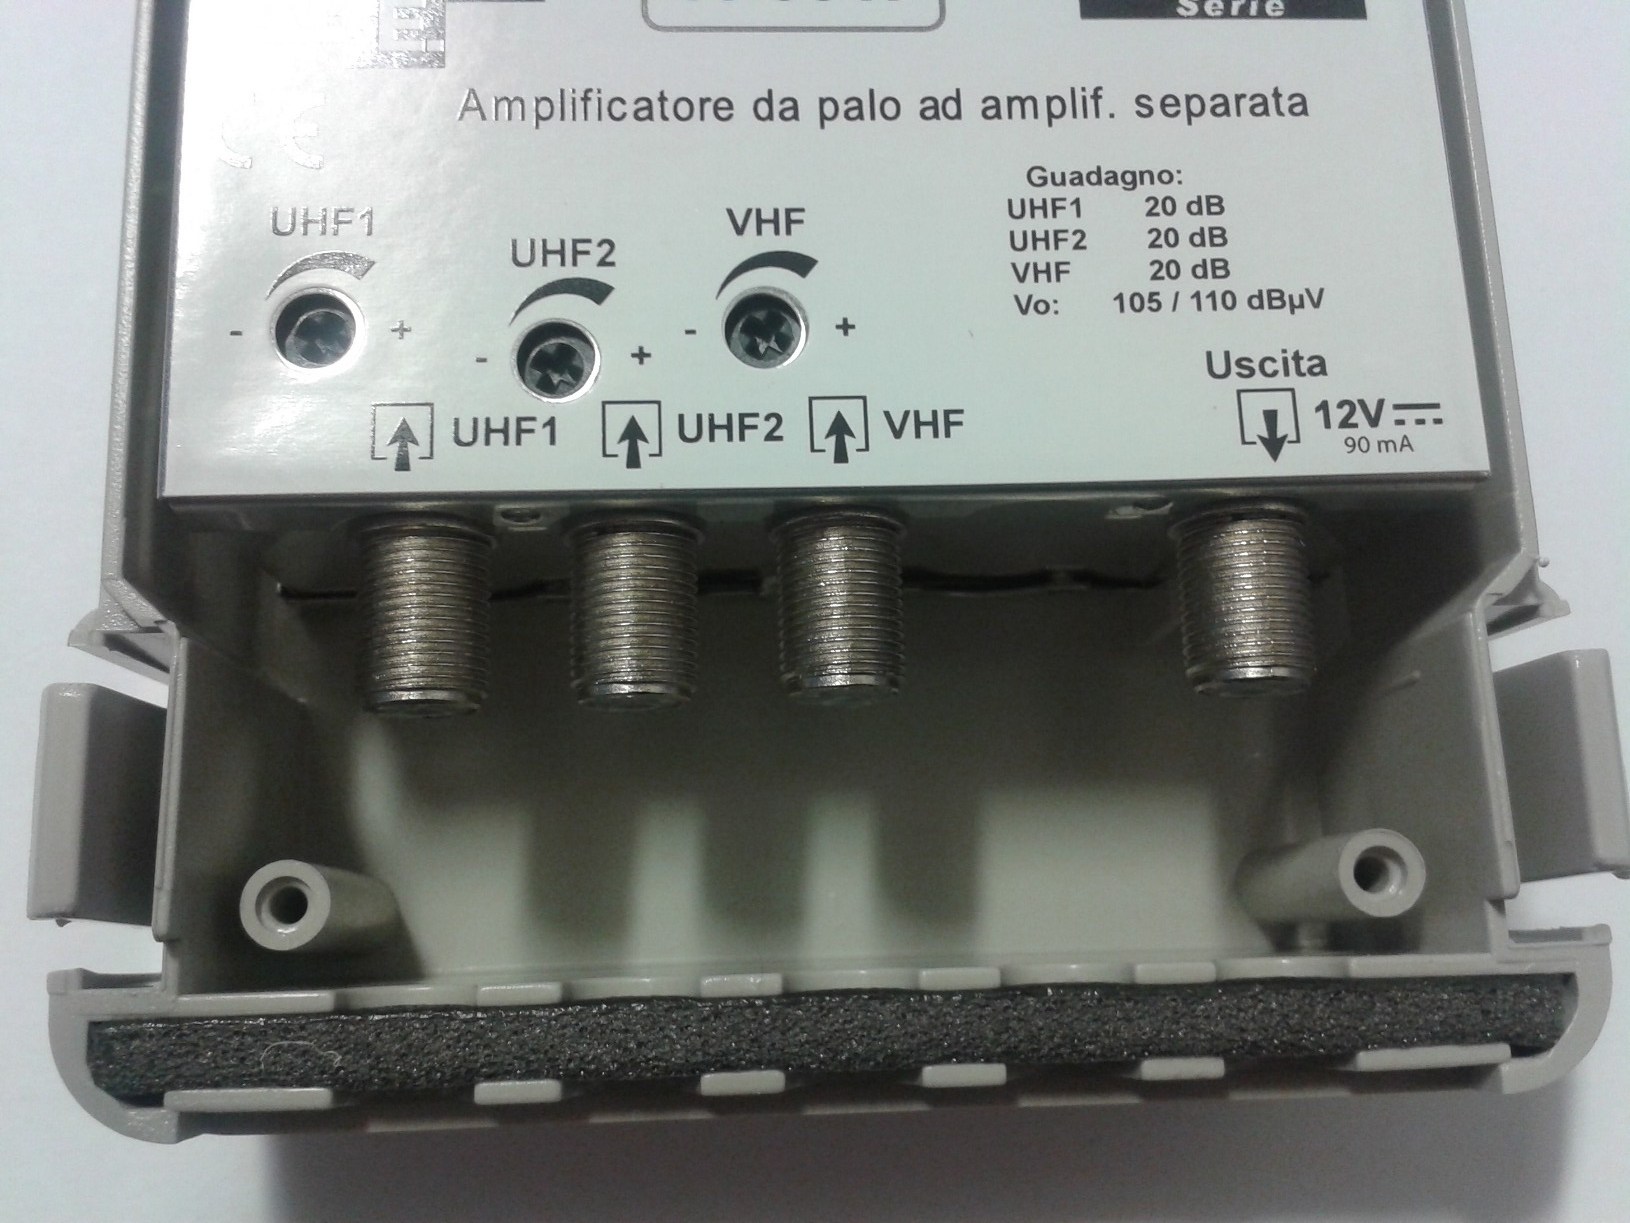 Serie
Amplificatore da palo ad amplif. separata
CE
Guadagno:
UHF1 20 dB
UHF2 20 dB
VHF 20 dB
Vo: 105 / 110 dBµV
UHF1
- +
UHF2
- +
VHF
- +
UHF1
UHF2
VHF
Uscita
12V
90 mA